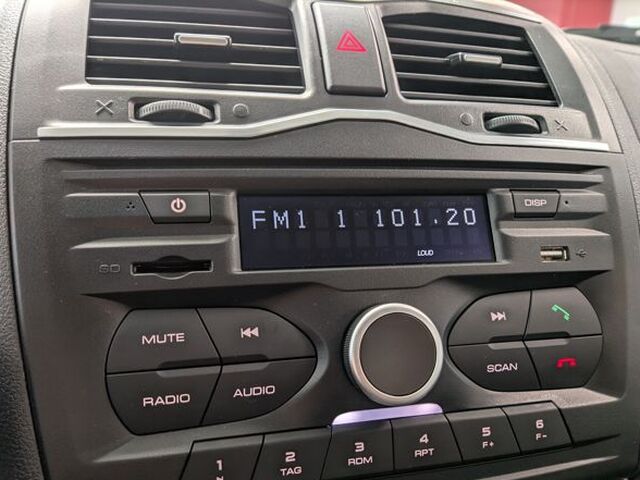 FM1 1 101.20
LOUD
DISP
SD
MUTE
RADIO
AUDIO
SCAN
1
2
TAG
3
RDM
4
RPT
5
F+
6
F-